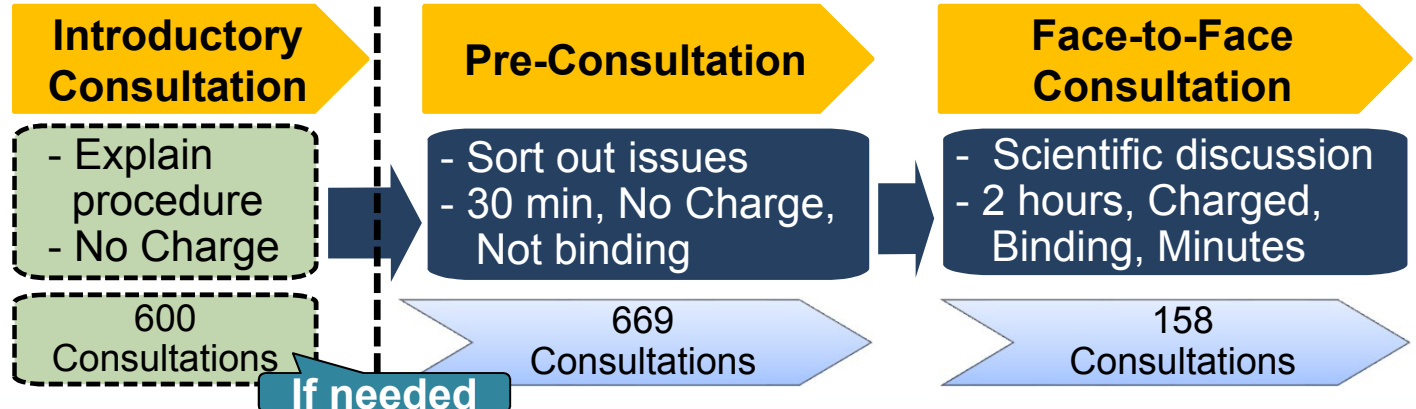 Introductory
Consultation
Pre-Consultation
Face-to-Face
Consultation
- Explain
procedure
- No Charge
- Sort out issues
- 30 min, No Charge,
Not binding
- Scientific discussion
- 2 hours, Charged,
Binding, Minutes
600
Consultations
669
Consultations
158
Consultations
If needed